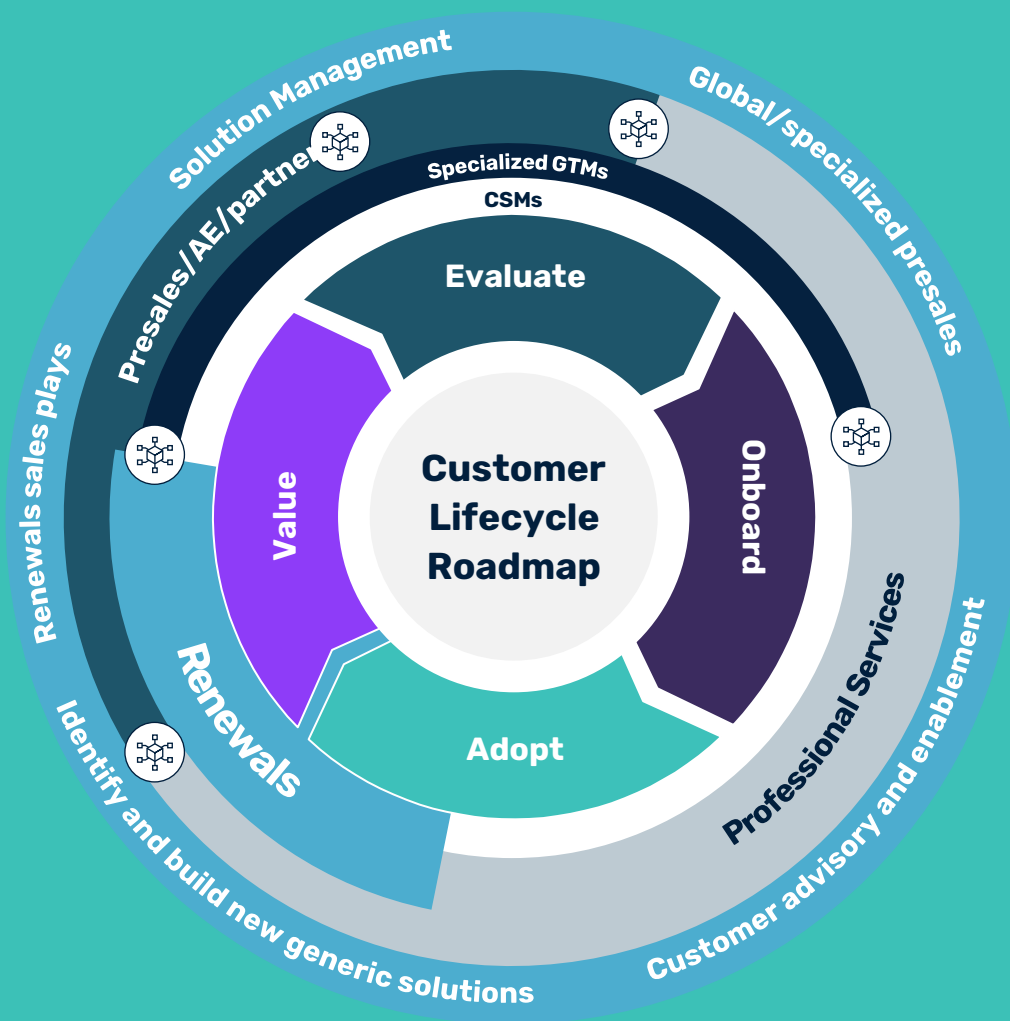 Solution Management
Global/specialized presales
Presales/AE/partner
Specialized GTMs
CSMs
Evaluate
Renewals sales plays
Value
Customer
Lifecycle
Roadmap
Onboard
Renewals
Adopt
Professional Services
Identify and build new generic solutions
Customer advisory and enablement